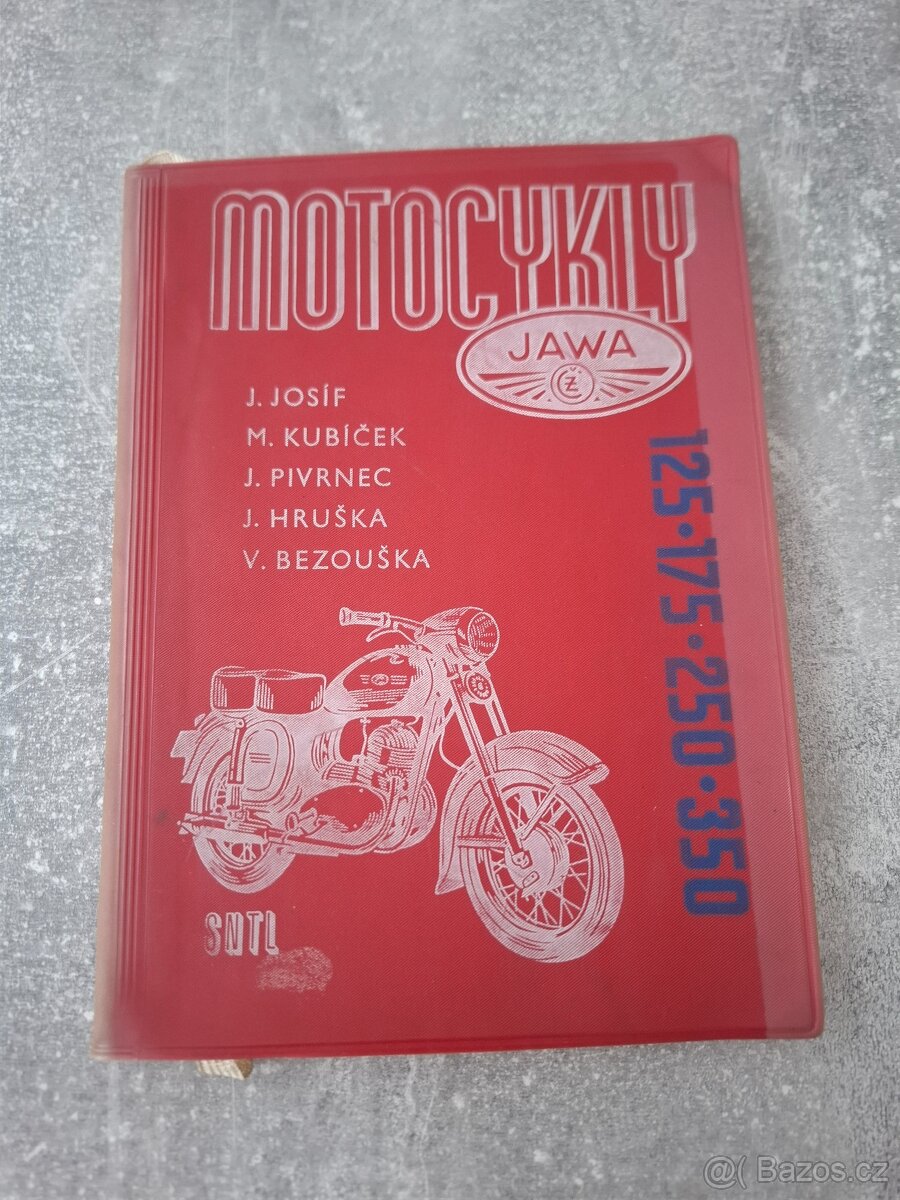 MOTOCYKLY
JAWA
ČZ
J. JOSÍF
M. KUBÍČEK
J. PIVRNEC
J. HRUŠKA
V. BEZOUŠKA
125·175·250·350
SNTL
@( Bazos.cz